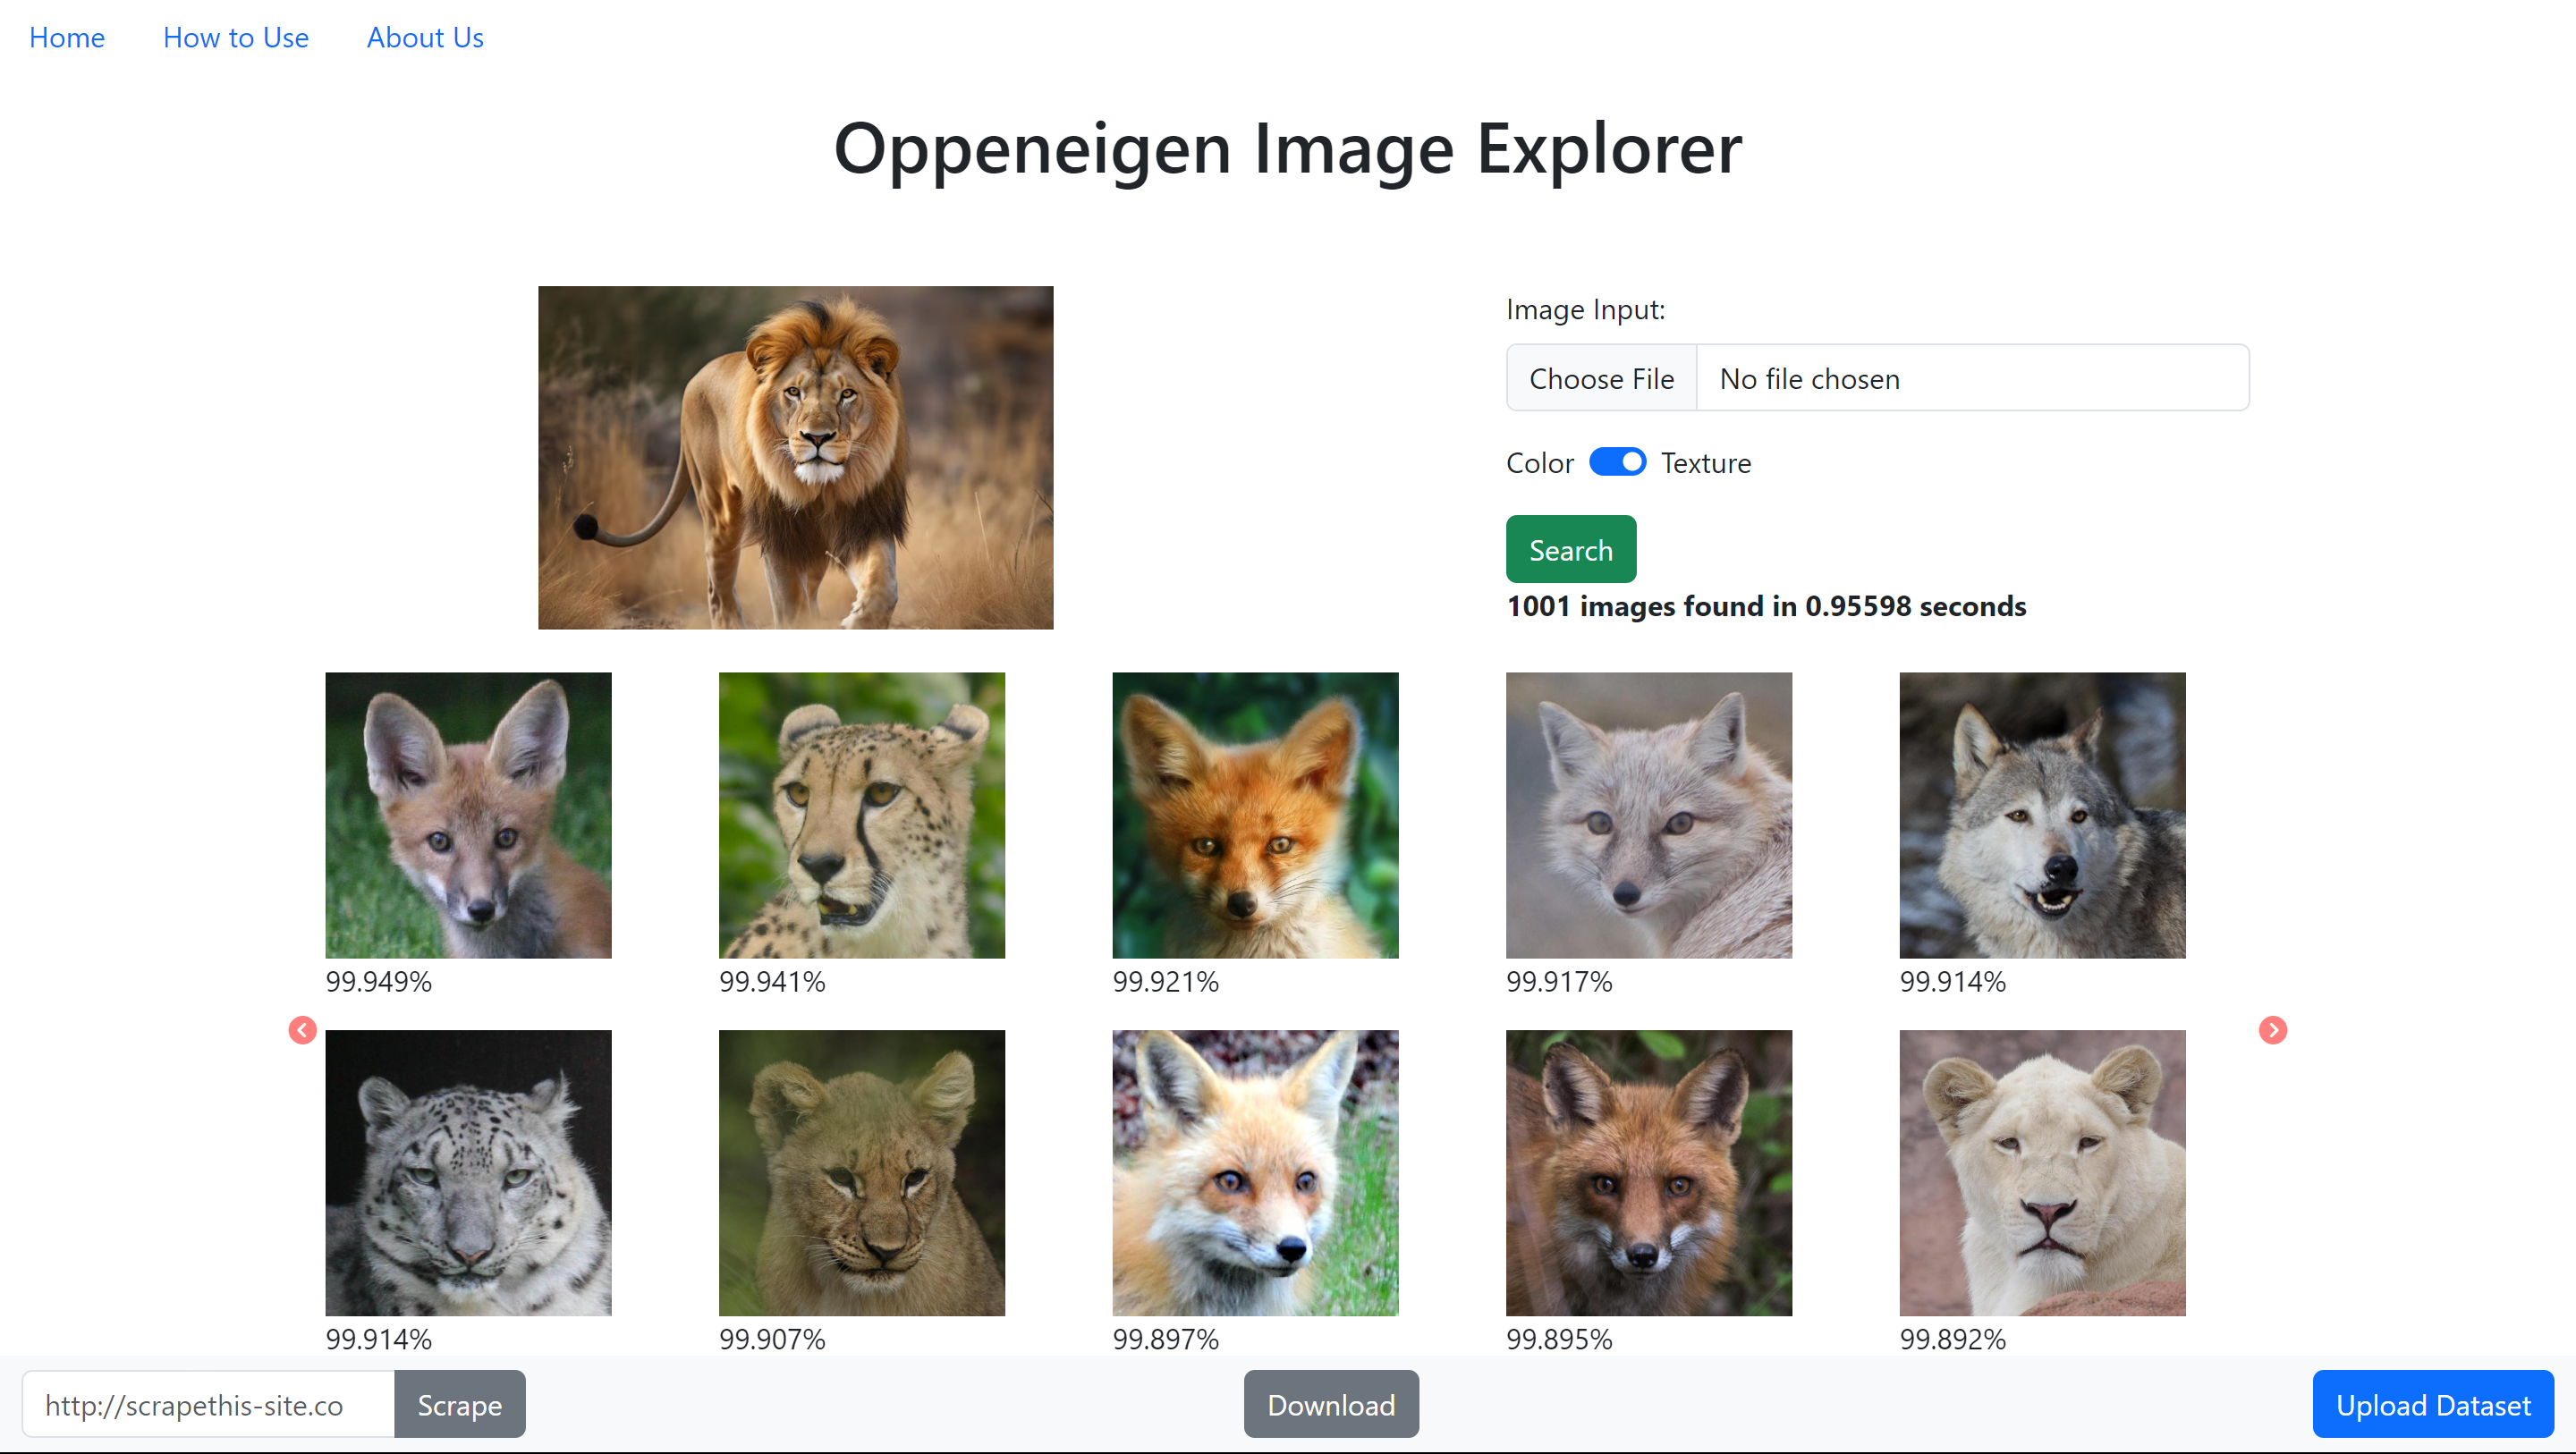 Home How to Use About Us
Oppeneigen Image Explorer
Image Input:
Choose File No file chosen
Color Texture
Search
1001 images found in 0.95598 seconds
99.949% 99.941% 99.921% 99.917% 99.914%
99.914% 99.907% 99.897% 99.895% 99.892%
http://scrapethis-site.co Scrape Download Upload Dataset